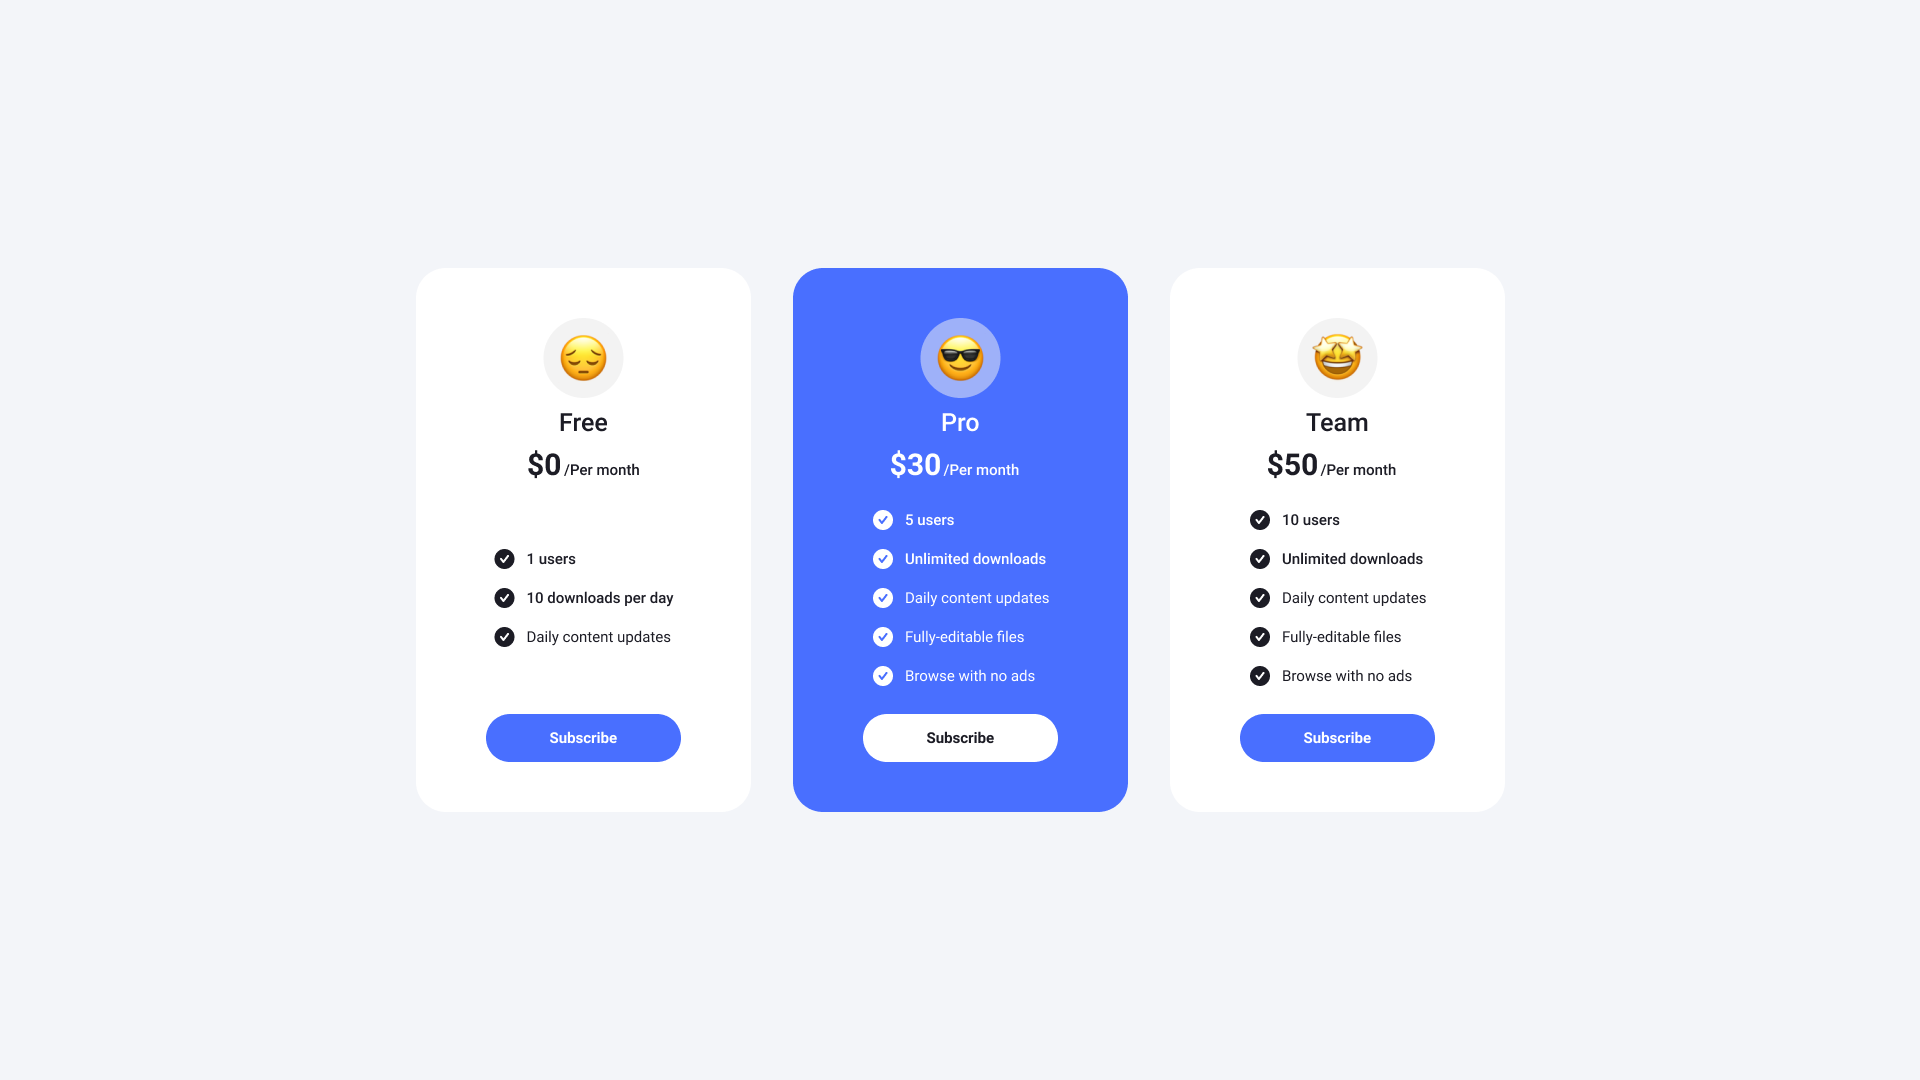 Free
$0 /Per month
1 users
10 downloads per day
Daily content updates
Subscribe
Pro
$30 /Per month
5 users
Unlimited downloads
Daily content updates
Fully-editable files
Browse with no ads
Subscribe
Team
$50 /Per month
10 users
Unlimited downloads
Daily content updates
Fully-editable files
Browse with no ads
Subscribe